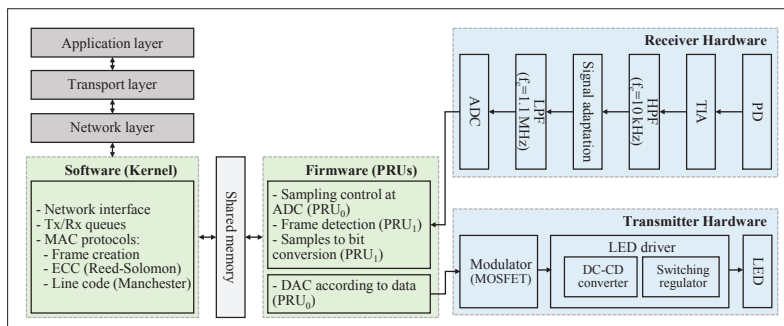 Application layer
Transport layer
Network layer
Software (Kernel)
- Network interface
- Tx/Rx queues
- MAC protocols:
- Frame creation
- ECC (Reed-Solomon)
- Line code (Manchester)
Shared memory
Firmware (PRUs)
- Sampling control at
ADC (PRU0)
- Frame detection (PRU1)
- Samples to bit
conversion (PRU1)
- DAC according to data
(PRU0)
Receiver Hardware
ADC
LPF
(fc=1.1 MHz)
Signal adaptation
HPF
(fc=10 kHz)
TIA
PD
Transmitter Hardware
Modulator
(MOSFET)
LED driver
DC-CD
converter
Switching
regulator
LED